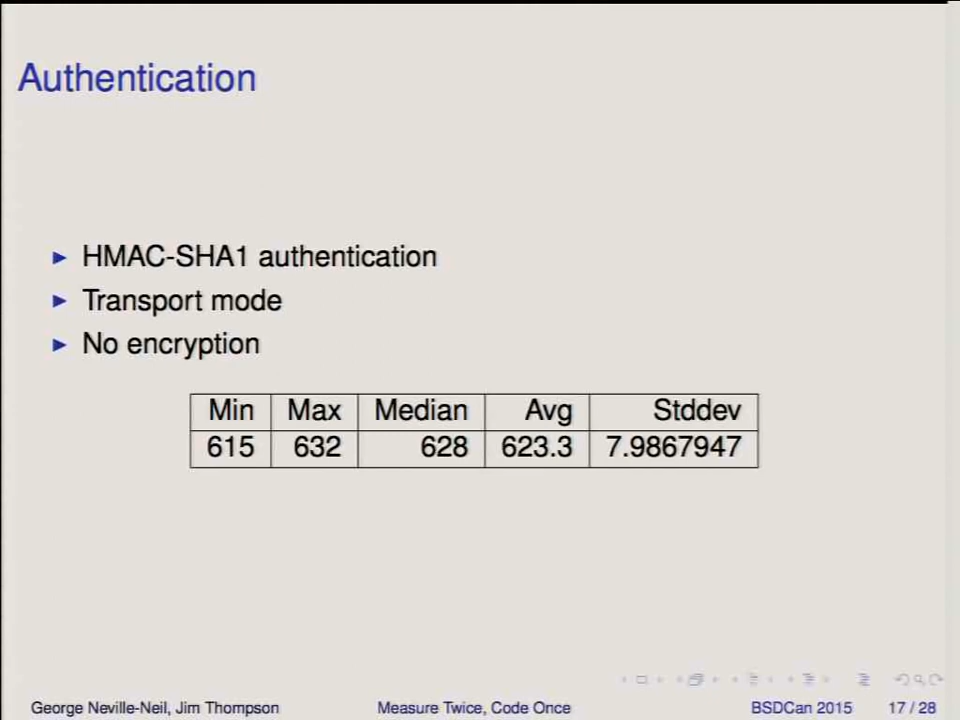 Authentication
HMAC-SHA1 authentication
Transport mode
No encryption
Min Max Median Avg Stddev
615 632 628 623.3 7.9867947
George Neville-Neil, Jim Thompson Measure Twice, Code Once BSDCan 2015 17 / 28